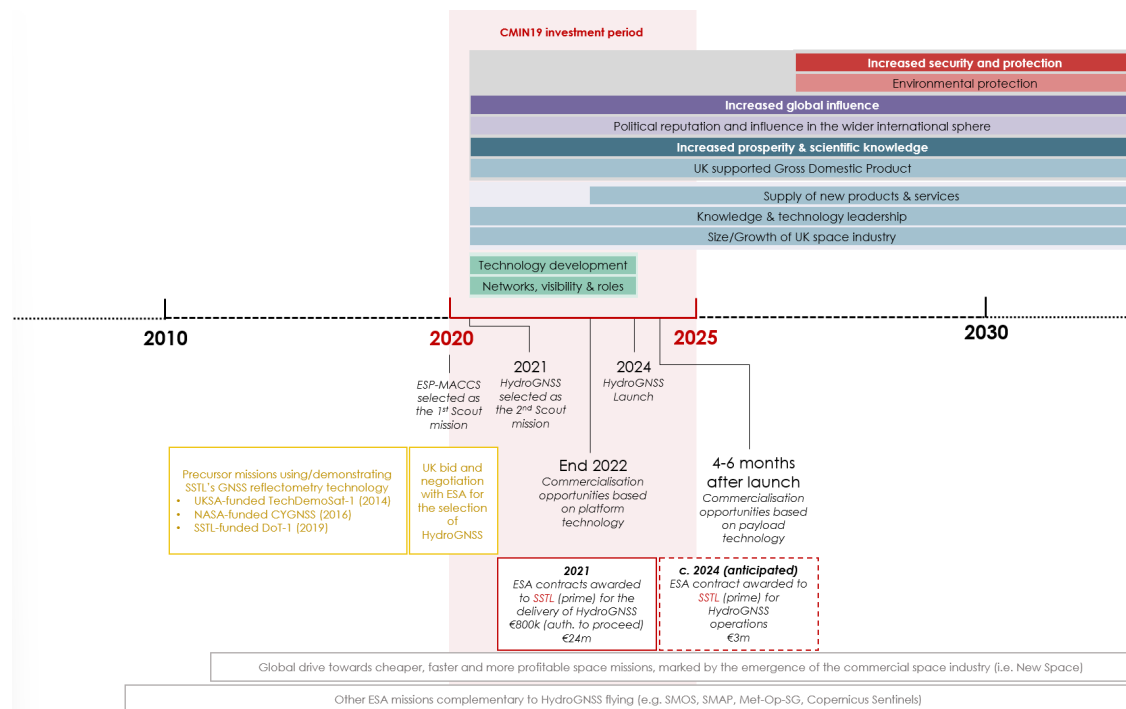 CMIN19 investment period
Increased security and protection
Environmental protection
Increased global influence
Political reputation and influence in the wider international sphere
Increased prosperity & scientific knowledge
UK supported Gross Domestic Product
Supply of new products & services
Knowledge & technology leadership
Size/Growth of UK space industry
Technology development
Networks, visibility & roles
2010
2020
2025
2030
ESP-MACCS
selected as
the 1st Scout
mission
2021
HydroGNSS
selected as
the 2nd Scout
mission
2024
HydroGNSS
Launch
Precursor missions using/demonstrating
SSTL's GNSS reflectometry technology
• UKSA-funded TechDemoSat-1 (2014)
• NASA-funded CYGNSS (2016)
• SSTL-funded DoT-1 (2019)
UK bid and
negotiation
with ESA for
the selection
of
HydroGNSS
End 2022
Commercialisation
opportunities based
on platform
technology
4-6 months
after launch
Commercialisation
opportunities based
on payload
technology
2021
ESA contracts awarded
to SSTL (prime) for the
delivery of HydroGNSS
€800k (auth. to proceed)
€24m
c. 2024 (anticipated)
ESA contract awarded to
SSTL (prime) for
HydroGNSS
operations
€3m
Global drive towards cheaper, faster and more profitable space missions, marked by the emergence of the commercial space industry (i.e. New Space)
Other ESA missions complementary to HydroGNSS flying (e.g. SMOS, SMAP, Met-Op-SG, Copernicus Sentinels)